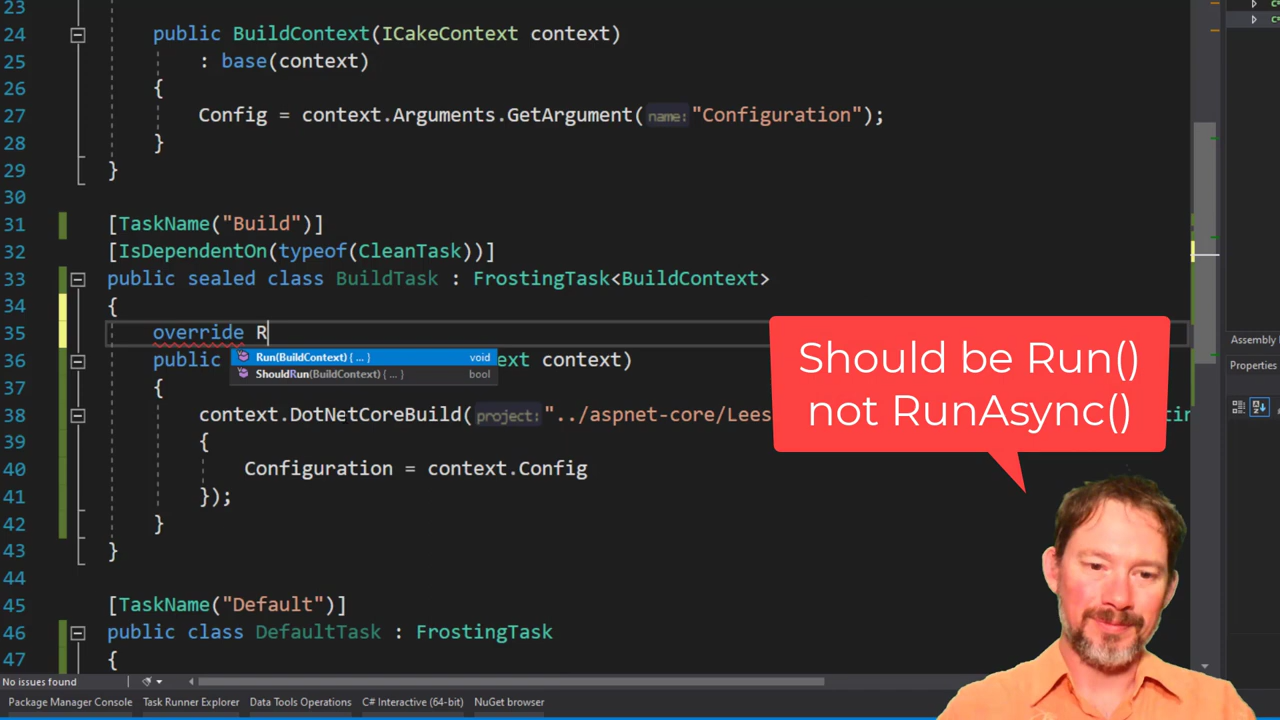 23
24 public BuildContext(ICakeContext context)
25 : base(context)
26 {
27 Config = context.Arguments.GetArgument(name: "Configuration");
28 }
29 }
30
31 [TaskName("Build")]
32 [IsDependentOn(typeof(CleanTask))]
33 public sealed class BuildTask : FrostingTask<BuildContext>
34 {
35 override R
Run(BuildContext) { ... } void
ShouldRun(BuildContext) { ... } bool
36 public ext context)
37 {
38 context.DotNetCoreBuild(project: "../aspnet-core/Lees
39 {
40 Configuration = context.Config
41 });
42 }
43 }
44
45 [TaskName("Default")]
46 public class DefaultTask : FrostingTask
47 {
Should be Run()
not RunAsync()
Assembly
Properties
No issues found
Package Manager Console Task Runner Explorer Data Tools Operations C# Interactive (64-bit) NuGet browser